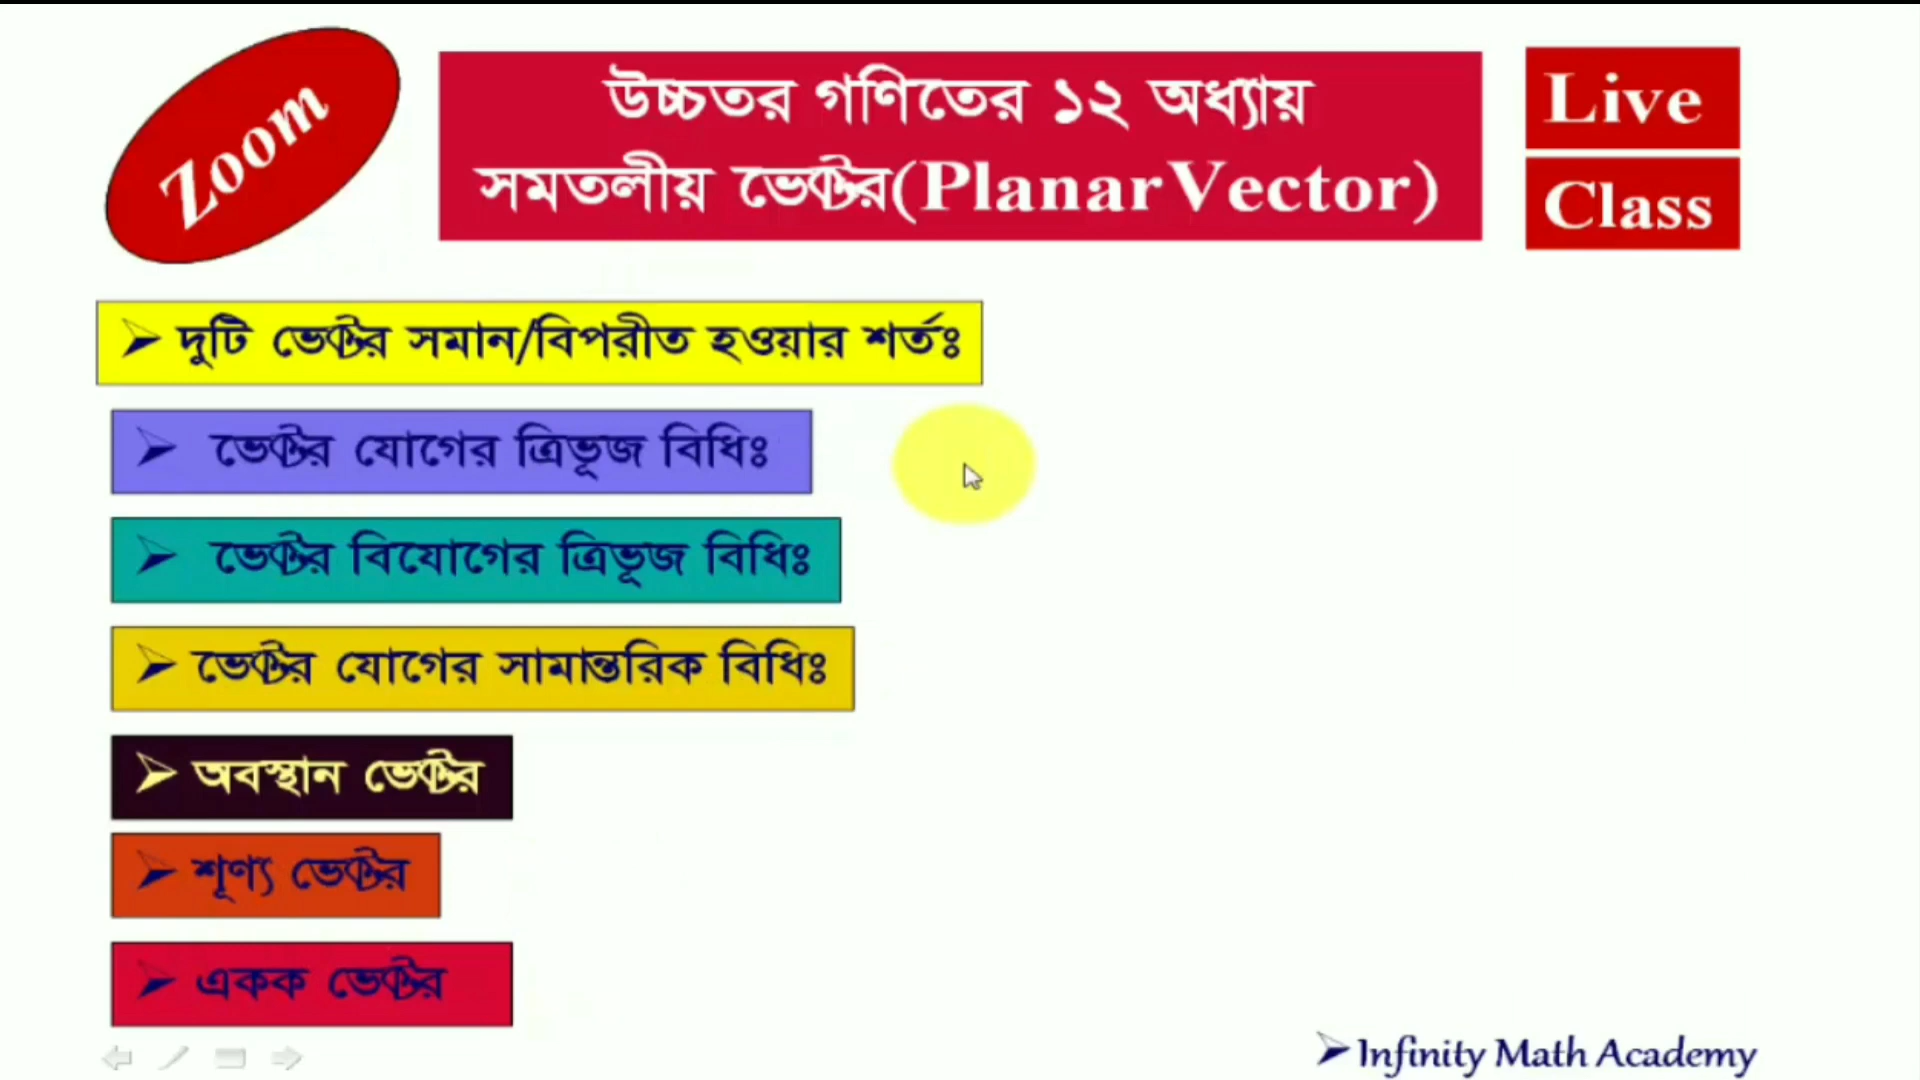 Zoom
উচ্চতর গণিতের ১২ অধ্যায়
সমতলীয় ভেক্টর(Planar Vector)
Live
Class
➢ দুটি ভেক্টর সমান/বিপরীত হওয়ার শর্তঃ
➢ ভেক্টর যোগের ত্রিভূজ বিধিঃ
➢ ভেক্টর বিযোগের ত্রিভূজ বিধিঃ
➢ ভেক্টর যোগের সামান্তরিক বিধিঃ
➢ অবস্থান ভেক্টর
➢ শূণ্য ভেক্টর
➢ একক ভেক্টর
➢ Infinity Math Academy